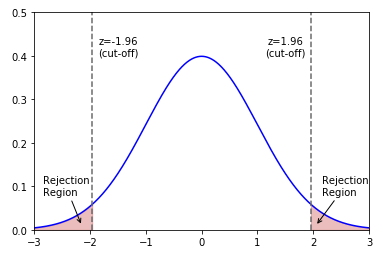 0.5
0.4
0.3
0.2
0.1
0.0
z=-1.96
(cut-off)
z=1.96
(cut-off)
Rejection
Region
Rejection
Region
−3
−2
−1
0
1
2
3